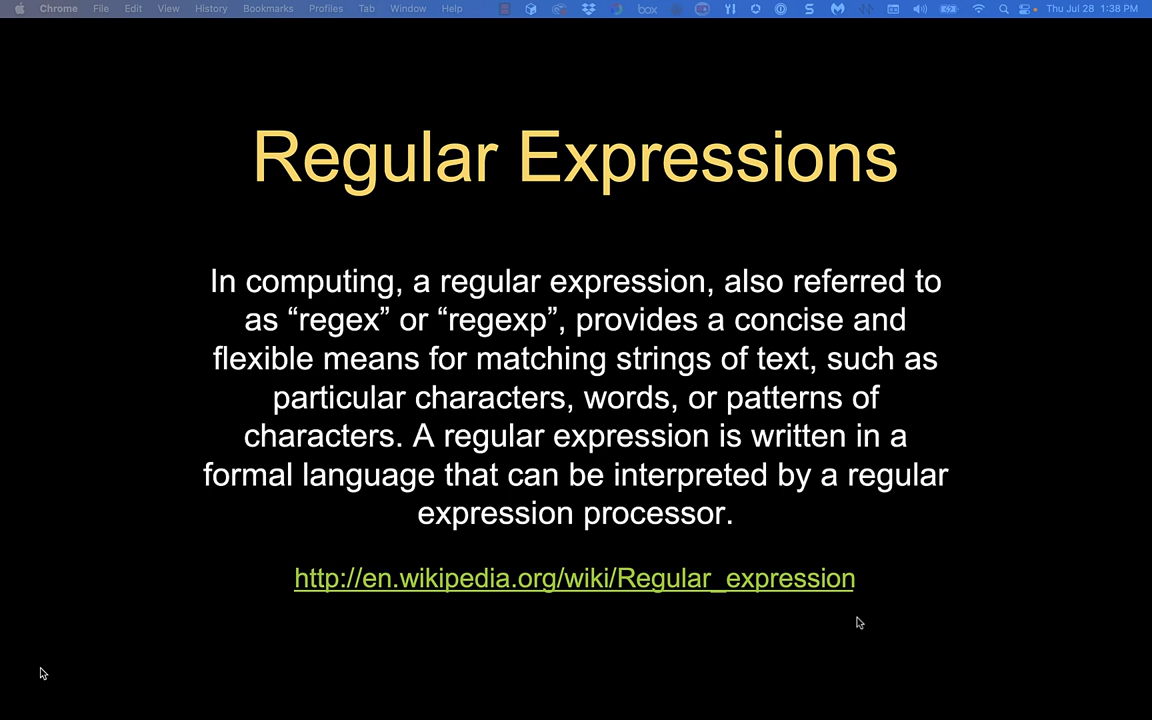 Chrome File Edit View History Bookmarks Profiles Tab Window Help box Thu Jul 28 1:38 PM
Regular Expressions
In computing, a regular expression, also referred to
as “regex” or “regexp”, provides a concise and
flexible means for matching strings of text, such as
particular characters, words, or patterns of
characters. A regular expression is written in a
formal language that can be interpreted by a regular
expression processor.
http://en.wikipedia.org/wiki/Regular_expression